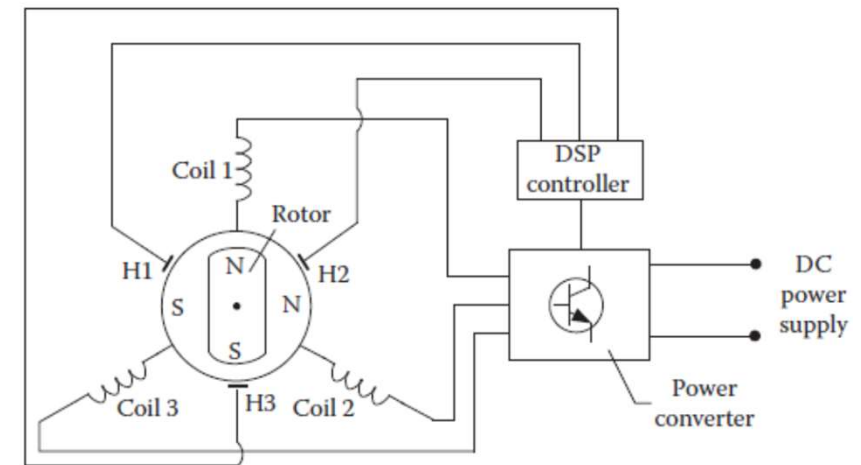 DSP
controller
Coil 1
Rotor
H1
N
H2
S
N
S
DC
power
supply
Coil 3
H3
Coil 2
Power
converter